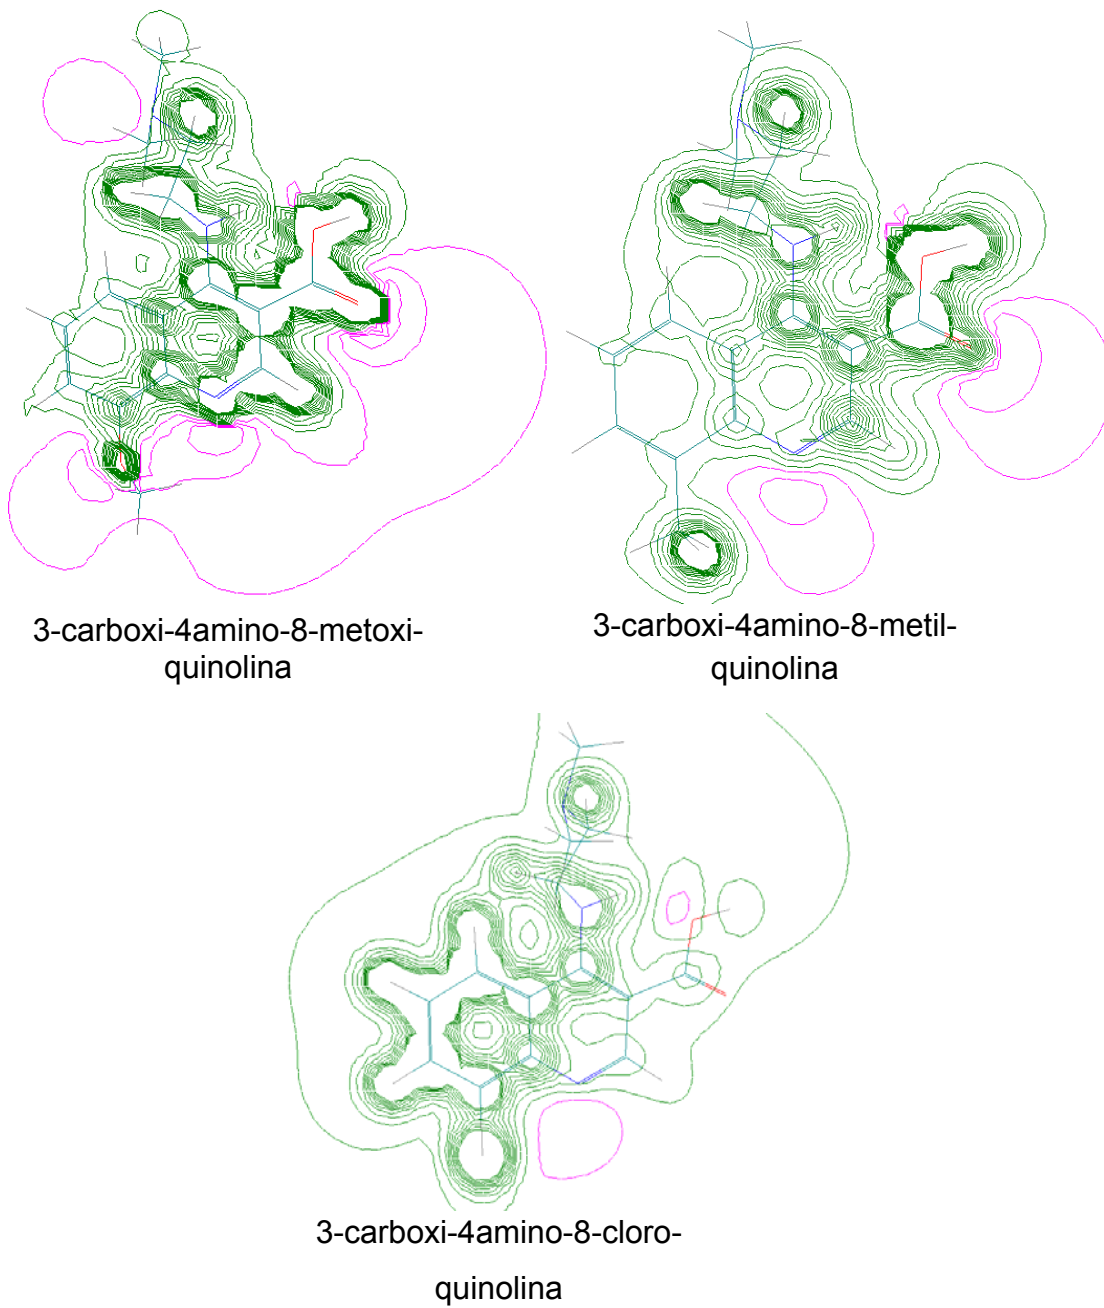 3-carboxi-4amino-8-metoxi-
quinolina
3-carboxi-4amino-8-metil-
quinolina
3-carboxi-4amino-8-cloro-
quinolina